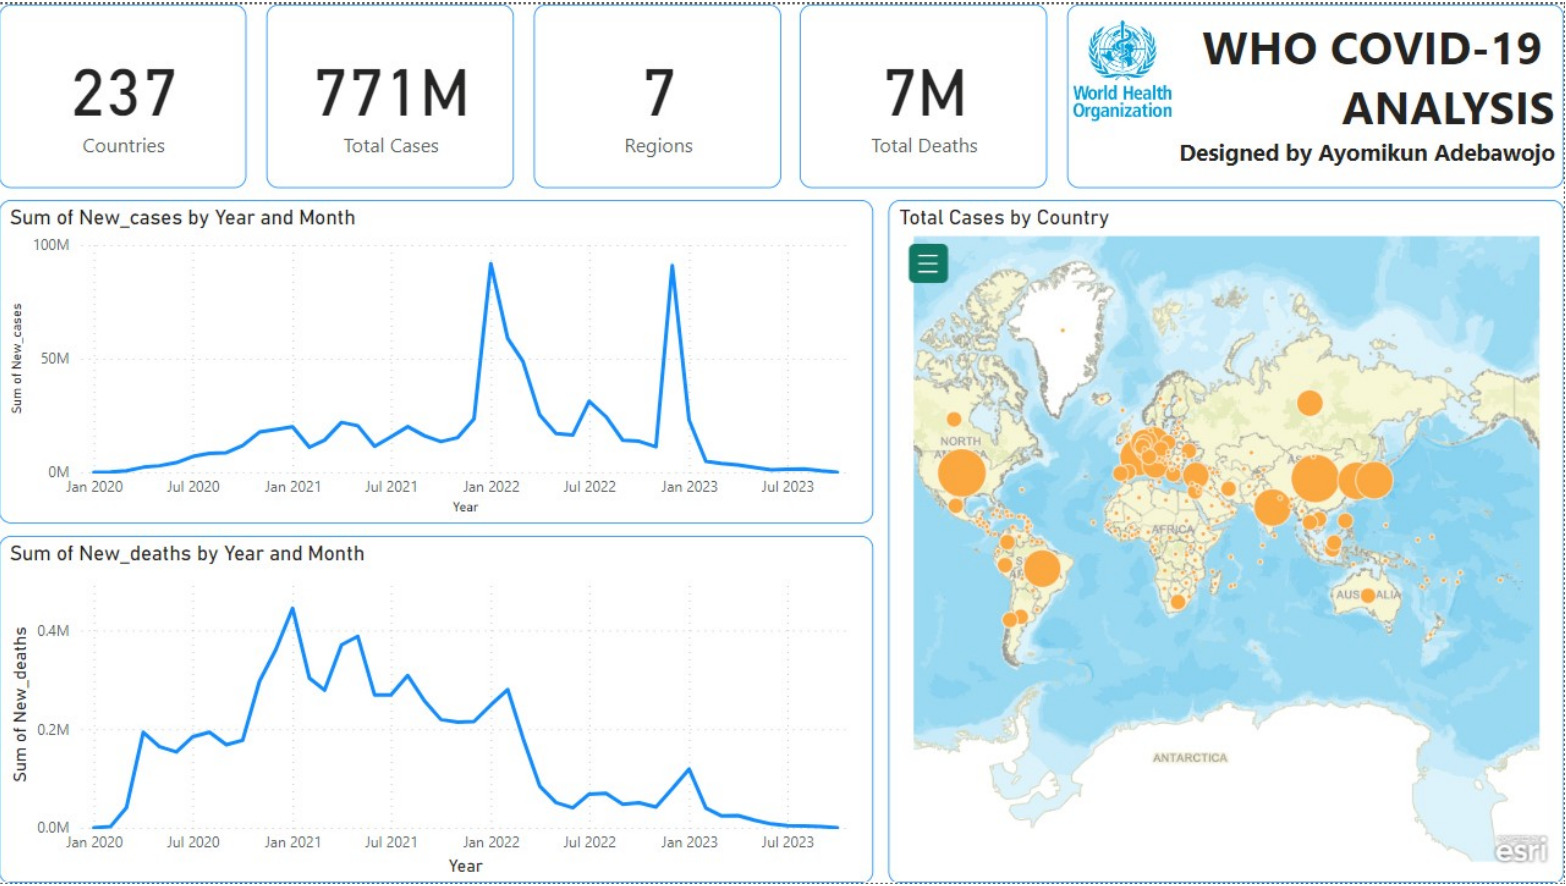 237
Countries
771M
Total Cases
7
Regions
7M
Total Deaths
World Health
Organization
WHO COVID-19
ANALYSIS
Designed by Ayomikun Adebawojo
Sum of New_cases by Year and Month
100M
50M
0M
Sum of New_cases
Jan 2020 Jul 2020 Jan 2021 Jul 2021 Jan 2022 Jul 2022 Jan 2023 Jul 2023
Year
Sum of New_deaths by Year and Month
0.4M
0.2M
0.0M
Sum of New_deaths
Jan 2020 Jul 2020 Jan 2021 Jul 2021 Jan 2022 Jul 2022 Jan 2023 Jul 2023
Year
Total Cases by Country
NORTH
AFRICA
ANTARCTICA
esri